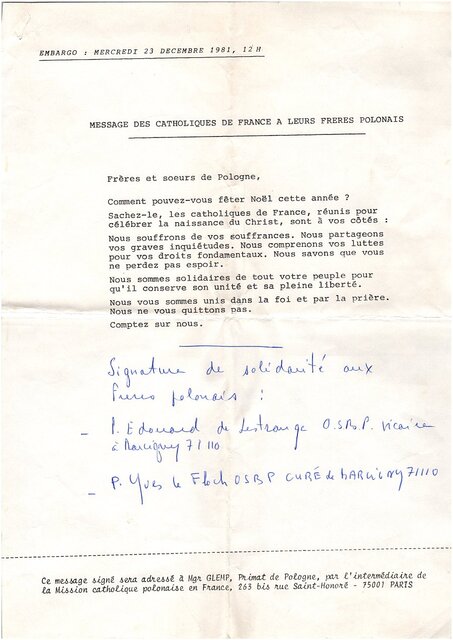 EMBARGO : MERCREDI 23 DECEMBRE 1981, 12 H
MESSAGE DES CATHOLIQUES DE FRANCE A LEURS FRERES POLONAIS
Frères et soeurs de Pologne,
Comment pouvez-vous fêter Noël cette année ?
Sachez-le, les catholiques de France, réunis pour
célébrer la naissance du Christ, sont à vos côtés :
Nous souffrons de vos souffrances. Nous partageons
vos graves inquiétudes. Nous comprenons vos luttes
pour vos droits fondamentaux. Nous savons que vous
ne perdez pas espoir.
Nous sommes solidaires de tout votre peuple pour
qu'il conserve son unité et sa pleine liberté.
Nous vous sommes unis dans la foi et par la prière.
Nous ne vous quittons pas.
Comptez sur nous.
Signature de solidarité aux
frères polonais :
- P. Edouard de Lestrange O.S.B.P. vicaire
à Marcigny 71110
- P. Yves le Floch OSBP CURÉ de MARCIGNY 71110
Ce message signé sera adressé à Mgr GLEMP, Primat de Pologne, par l'intermédiaire de
la Mission catholique polonaise en France, 263 bis rue Saint-Honoré - 75001 PARIS